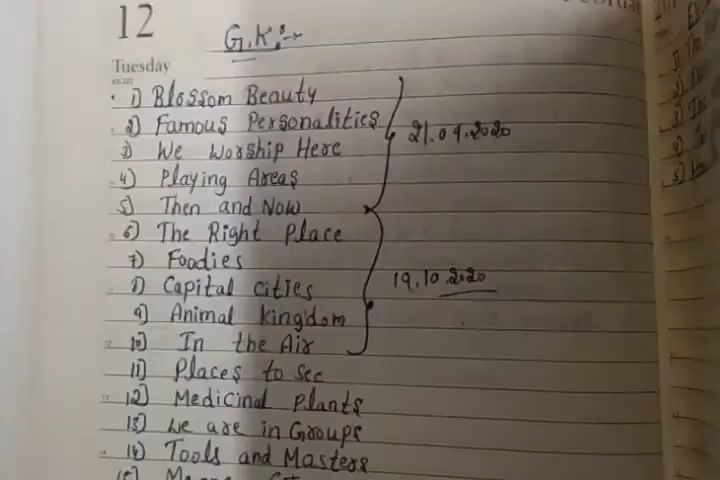 12
Tuesday
G.K:→
1) Blossom Beauty
2) Famous Personalities
21.09.2020
3) We Worship Here
4) Playing Areas
5) Then and Now
6) The Right Place
7) Foodies
19.10.2020
8) Capital cities
9) Animal kingdom
10) In the Air
11) Places to see
12) Medicinal Plants
13) we are in Groups
14) Tools and Masters
15)